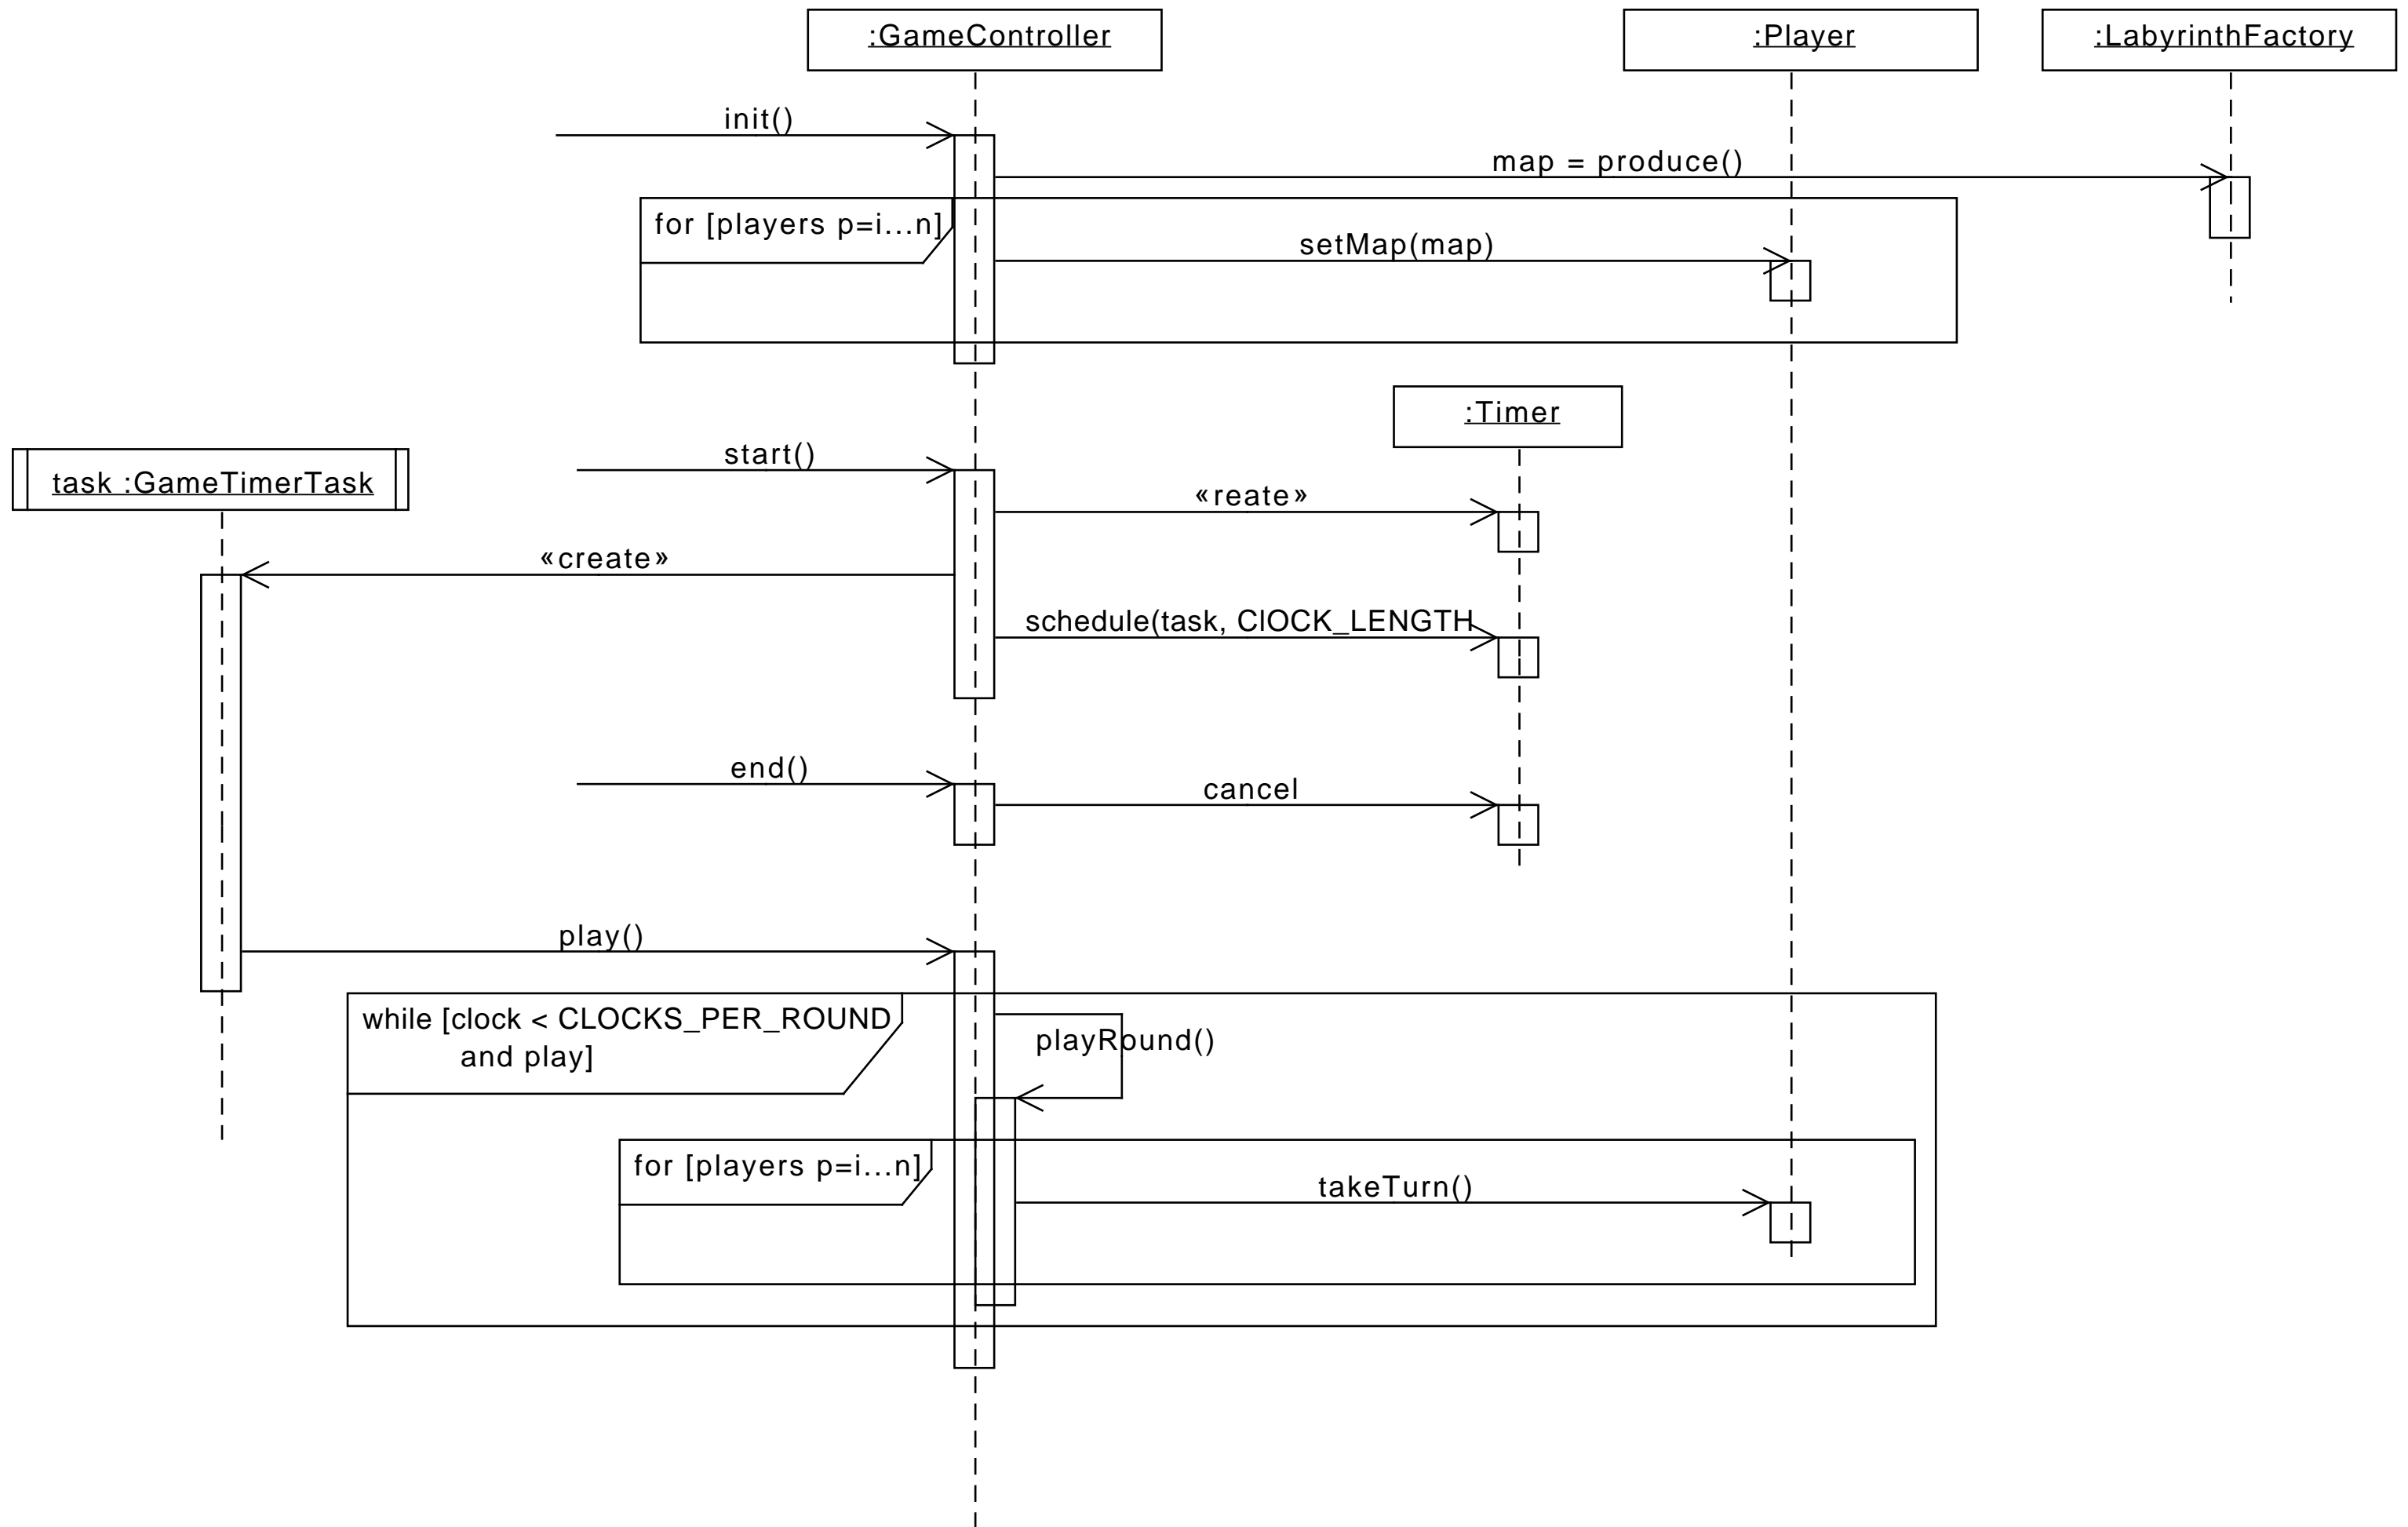 :GameController
:Player
:LabyrinthFactory
init()
map = produce()
for [players p=i...n]
setMap(map)
:Timer
start()
task :GameTimerTask
«reate»
«create»
schedule(task, ClOCK_LENGTH
end()
cancel
play()
while [clock < CLOCKS_PER_ROUND
and play]
playRound()
for [players p=i...n]
takeTurn()